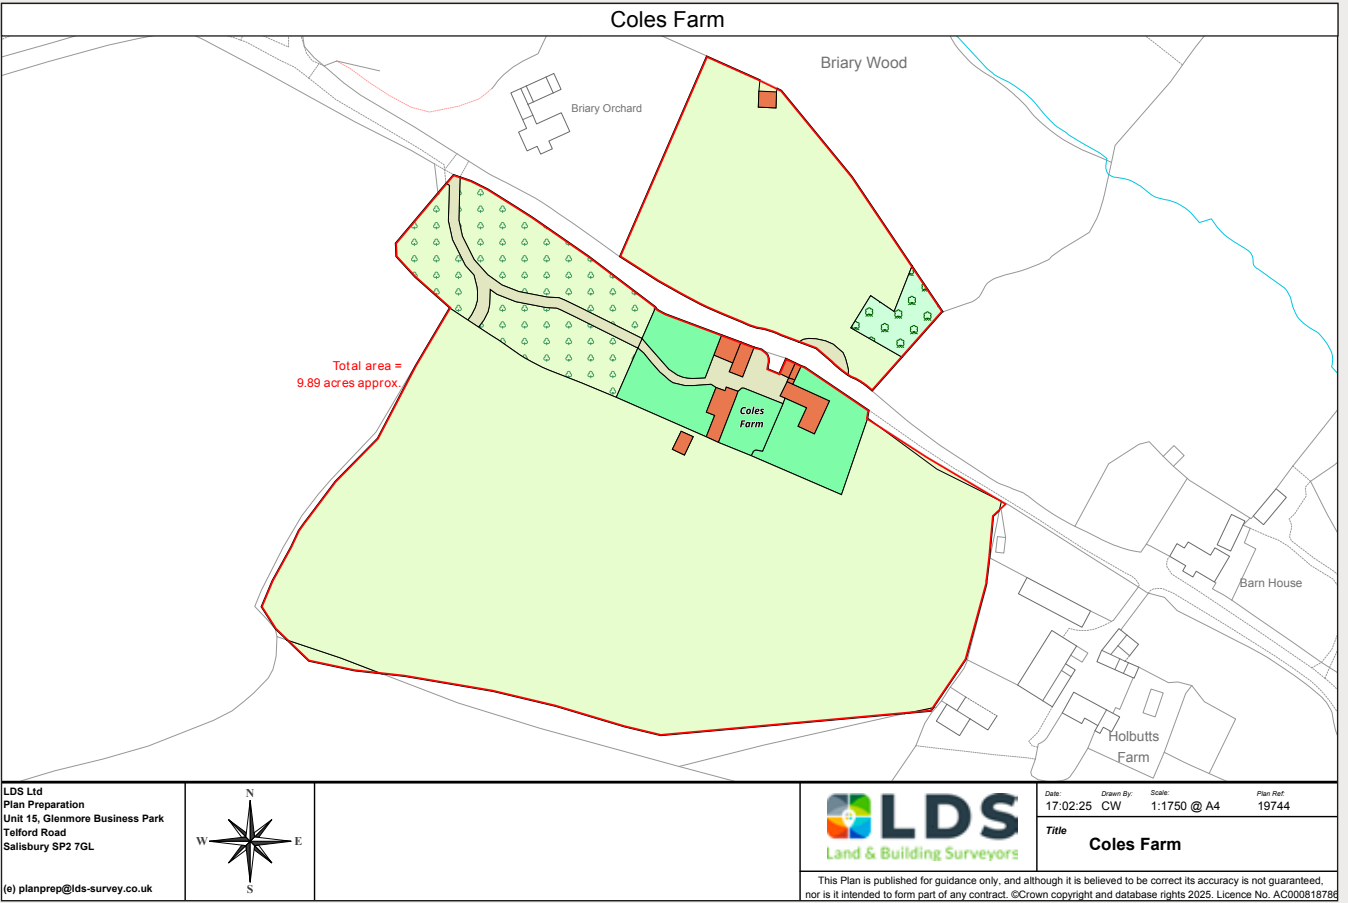 Coles Farm
Briary Wood
Briary Orchard
Total area =
9.89 acres approx.
Coles
Farm
Barn House
Holbutts
Farm
LDS Ltd
Plan Preparation
Unit 15, Glenmore Business Park
Telford Road
Salisbury SP2 7GL
(e) planprep@lds-survey.co.uk
N
W
E
S
LDS
Land & Building Surveyors
Date:
Drawn By:
Scale:
Plan Ref:
17:02:25
CW
1:1750 @ A4
19744
Title
Coles Farm
This Plan is published for guidance only, and although it is believed to be correct its accuracy is not guaranteed,
nor is it intended to form part of any contract. ©Crown copyright and database rights 2025. Licence No. AC000818786